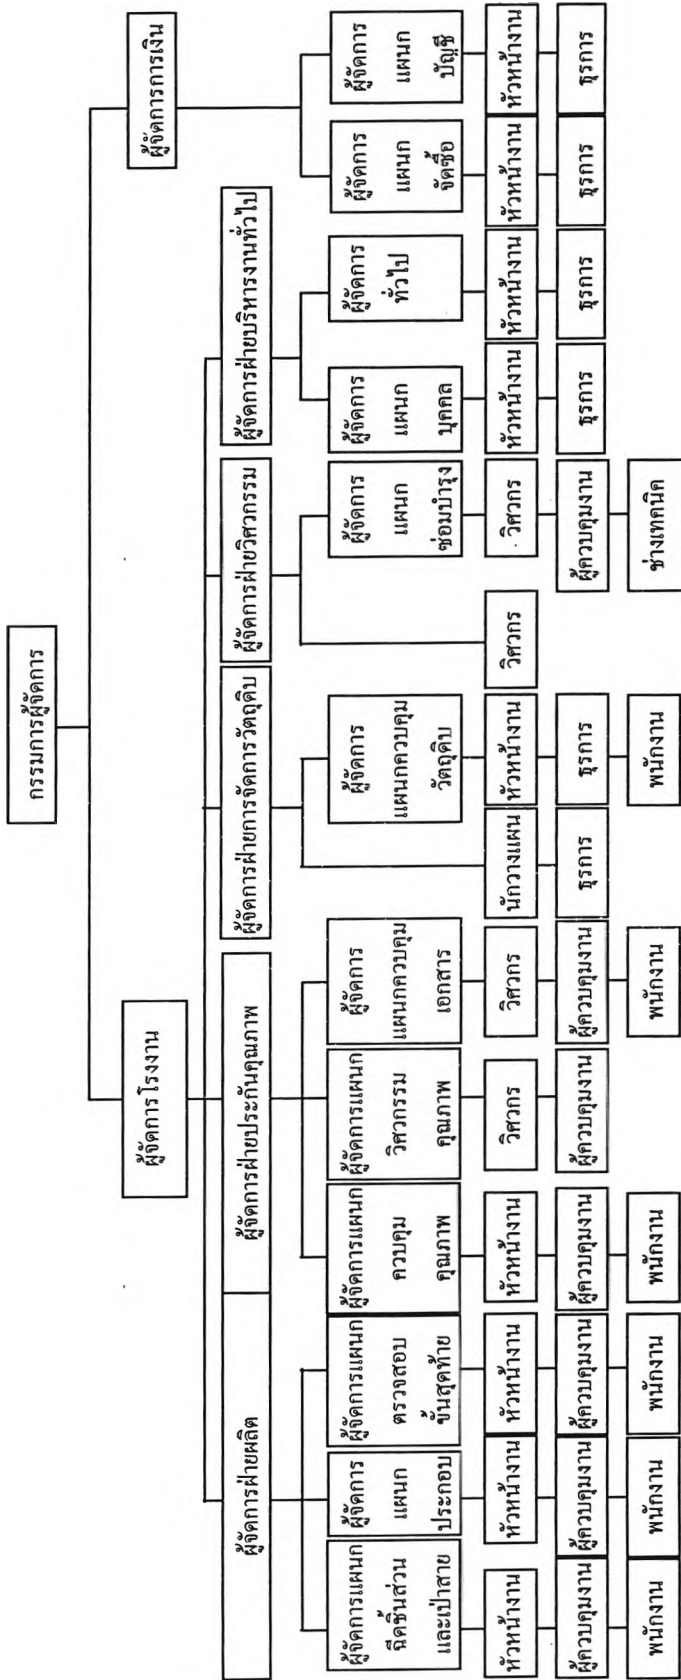 กรรมการผู้จัดการ
ผู้จัดการโรงงาน
ผู้จัดการการเงิน
ผู้จัดการฝ่ายผลิต
ผู้จัดการฝ่ายประกันคุณภาพ
ผู้จัดการฝ่ายการจัดการวัตถุดิบ
ผู้จัดการฝ่ายวิศวกรรม
ผู้จัดการฝ่ายบริหารงานทั่วไป
ผู้จัดการแผนก
ฉีดชิ้นส่วน
และเป่าสาย
ผู้จัดการ
แผนก
ประกอบ
ผู้จัดการแผนก
ตรวจสอบ
ขั้นสุดท้าย
ผู้จัดการแผนก
ควบคุม
คุณภาพ
ผู้จัดการแผนก
วิศวกรรม
คุณภาพ
ผู้จัดการ
แผนกควบคุม
เอกสาร
ผู้จัดการ
แผนกควบคุม
วัตถุดิบ
ผู้จัดการ
แผนก
ซ่อมบำรุง
ผู้จัดการ
แผนก
บุคคล
ผู้จัดการ
ทั่วไป
ผู้จัดการ
แผนก
จัดซื้อ
ผู้จัดการ
แผนก
บัญชี
หัวหน้างาน
หัวหน้างาน
หัวหน้างาน
หัวหน้างาน
วิศวกร
วิศวกร
นักวางแผน
หัวหน้างาน
วิศวกร
วิศวกร
หัวหน้างาน
หัวหน้างาน
หัวหน้างาน
หัวหน้างาน
ผู้ควบคุมงาน
ผู้ควบคุมงาน
ผู้ควบคุมงาน
ผู้ควบคุมงาน
ผู้ควบคุมงาน
ผู้ควบคุมงาน
ธุรการ
ธุรการ
ผู้ควบคุมงาน
ธุรการ
ธุรการ
ธุรการ
ธุรการ
พนักงาน
พนักงาน
พนักงาน
พนักงาน
พนักงาน
พนักงาน
ช่างเทคนิค